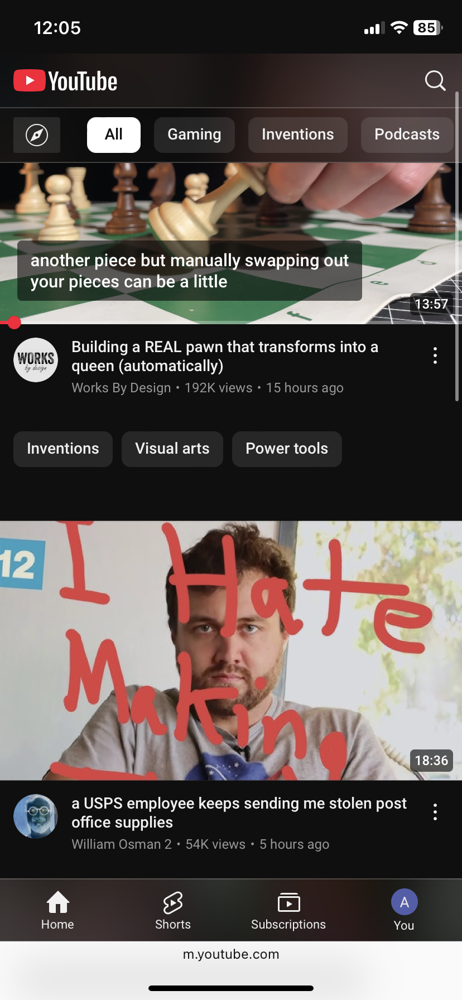 12:05
85
YouTube
All
Gaming
Inventions
Podcasts
another piece but manually swapping out
your pieces can be a little
13:57
WORKS
by design
Building a REAL pawn that transforms into a
queen (automatically)
Works By Design • 192K views • 15 hours ago
Inventions
Visual arts
Power tools
12
I Hate
Making
18:36
a USPS employee keeps sending me stolen post
office supplies
William Osman 2 • 54K views • 5 hours ago
Home
Shorts
Subscriptions
A
You
m.youtube.com